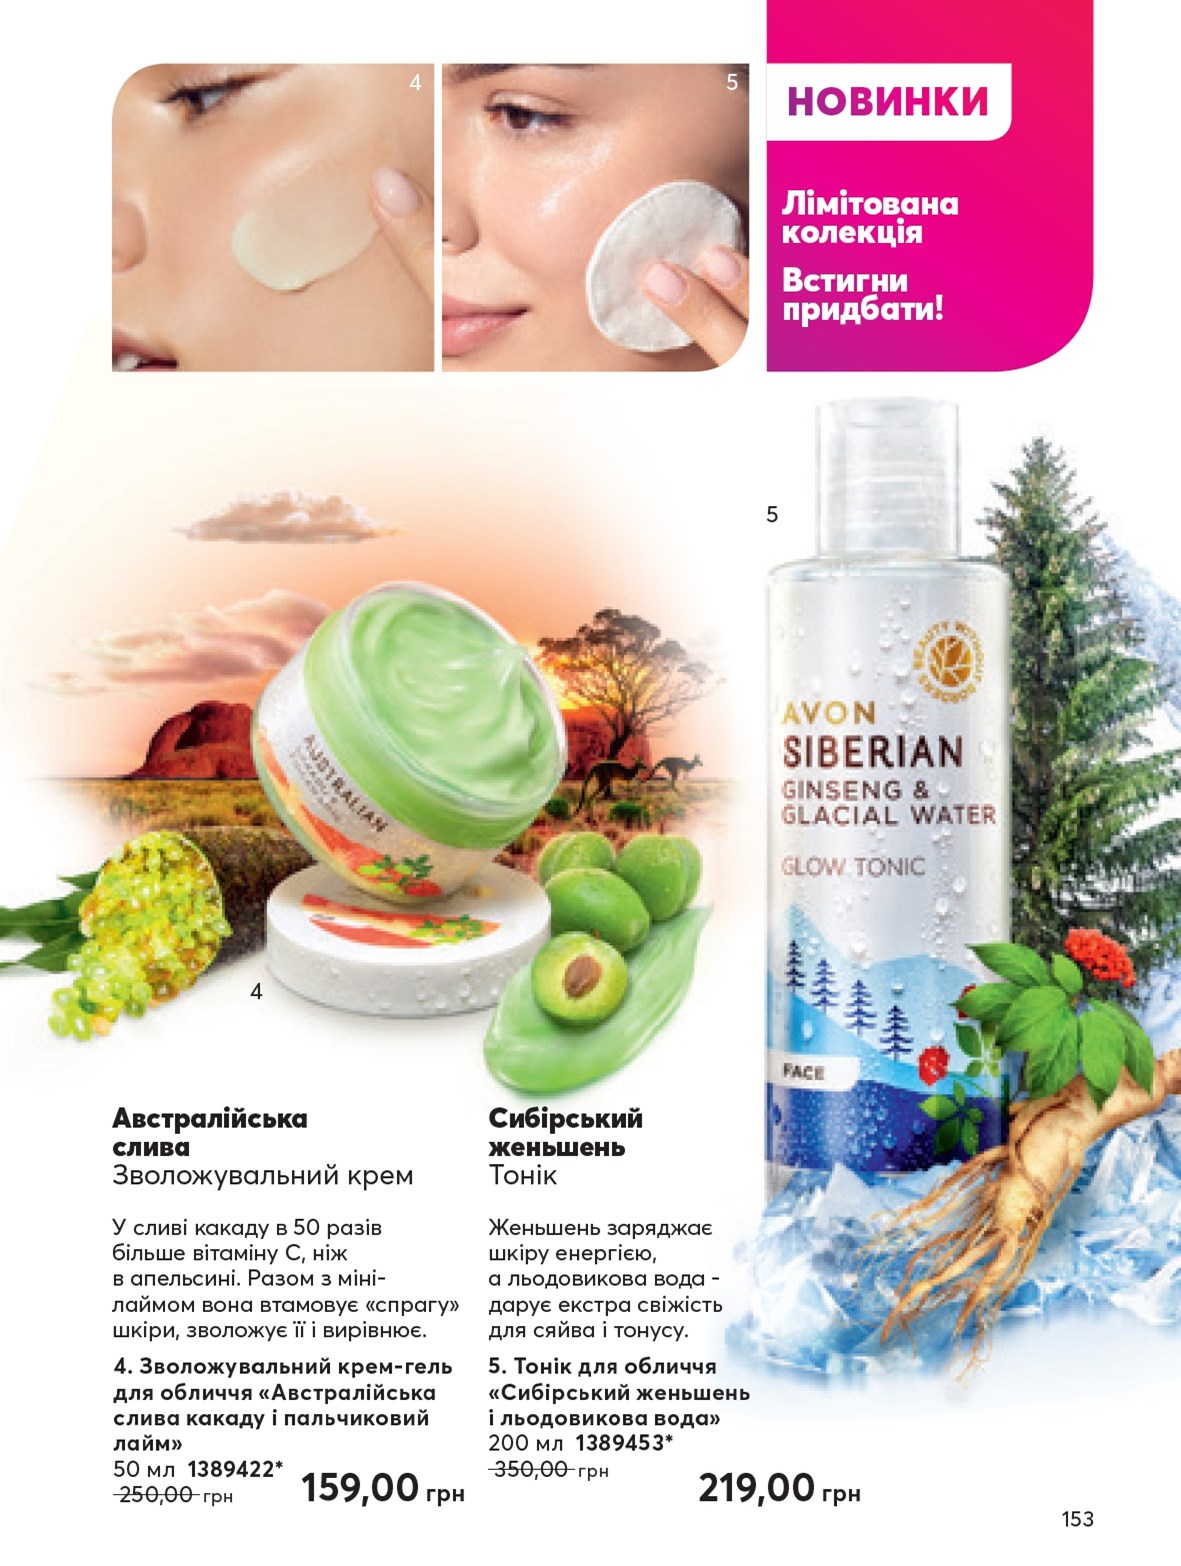 4
5
НОВИНКИ
Лімітована
колекція
Встигни
придбати!
5
BEAUTY WITHOUT BORDERS
AVON
SIBERIAN
GINSENG &
GLACIAL WATER
GLOW TONIC
FACE
AUSTRALIAN
4
Австралійська
слива
Зволожувальний крем
У сливі какаду в 50 разів
більше вітаміну С, ніж
в апельсині. Разом з міні-
лаймом вона втамовує «спрагу»
шкіри, зволожує її і вирівнює.
4. Зволожувальний крем-гель
для обличчя «Австралійська
слива какаду і пальчиковий
лайм»
50 мл 1389422*
250,00 грн
159,00 грн
Сибірський
женьшень
Тонік
Женьшень заряджає
шкіру енергією,
а льодовикова вода -
дарує екстра свіжість
для сяйва і тонусу.
5. Тонік для обличчя
«Сибірський женьшень
і льодовикова вода»
200 мл 1389453*
350,00 грн
219,00 грн
153